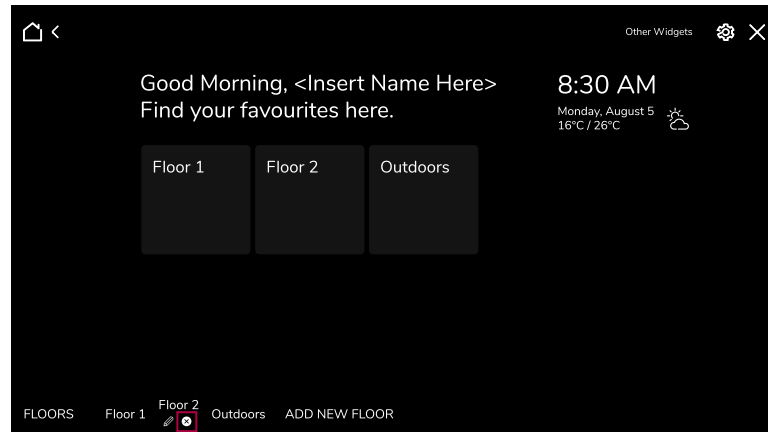 Other Widgets
Good Morning, <Insert Name Here>
Find your favourites here.
8:30 AM
Monday, August 5
16°C / 26°C
Floor 1
Floor 2
Outdoors
FLOORS
Floor 1
Floor 2
Outdoors
ADD NEW FLOOR